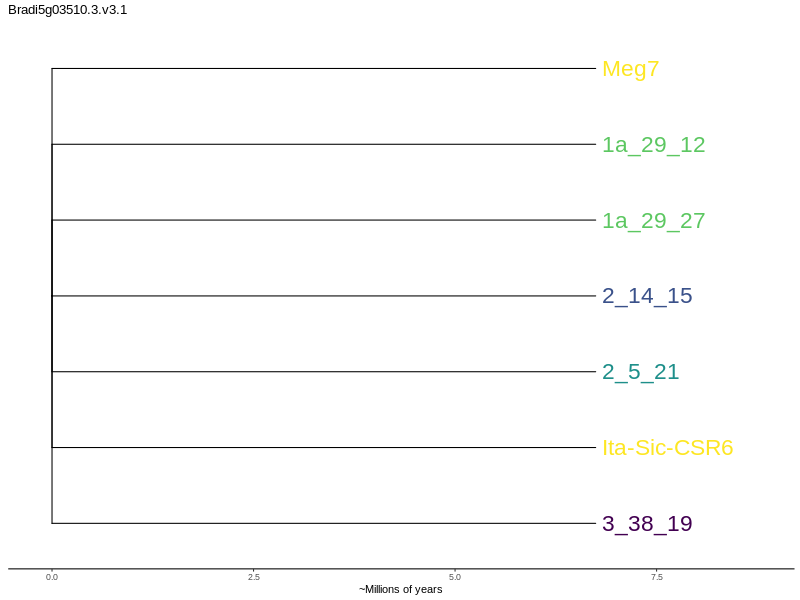 Bradi5g03510.3.v3.1
Meg7
1a_29_12
1a_29_27
2_14_15
2_5_21
Ita-Sic-CSR6
3_38_19
0.0 2.5 5.0 7.5
~Millions of years